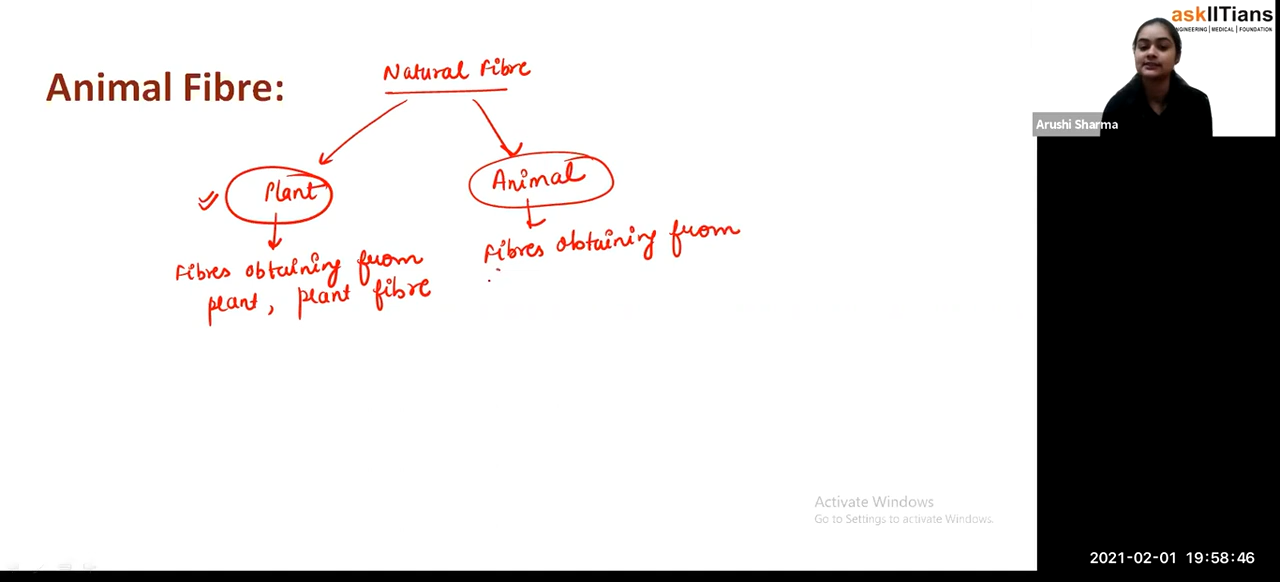 askIITians
ENGINEERING | MEDICAL | FOUNDATION
Animal Fibre:
Natural Fibre
Arushi Sharma
Plant
Animal
Fibres obtaining from
plant, plant fibre
Fibres obtaining from
Activate Windows
Go to Settings to activate Windows.
2021-02-01 19:58:46